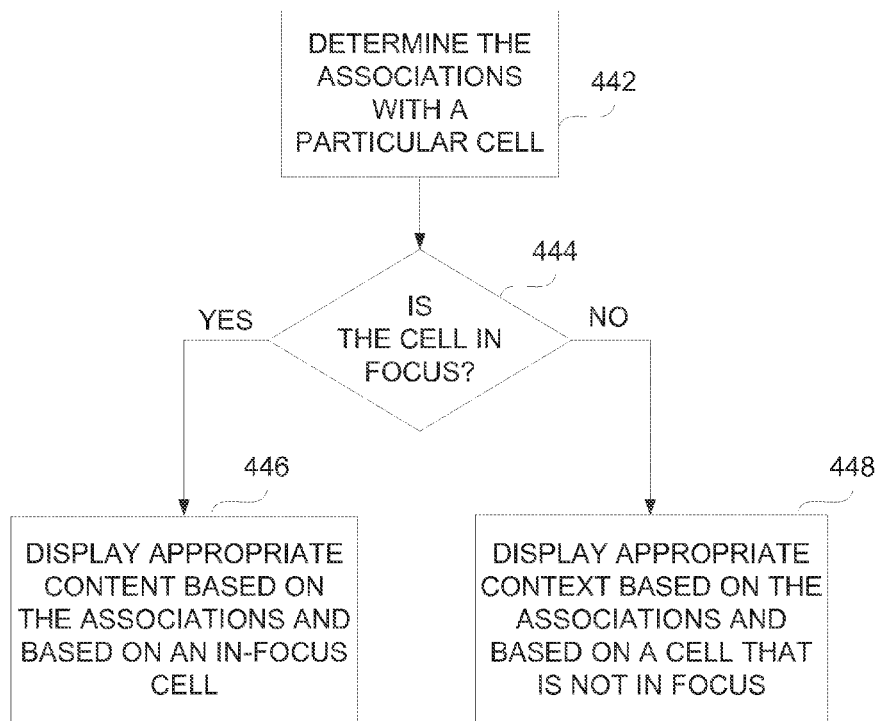 DETERMINE THE
ASSOCIATIONS
WITH A
PARTICULAR CELL
442
444
IS
THE CELL IN
FOCUS?
YES
NO
446
448
DISPLAY APPROPRIATE
CONTENT BASED ON
THE ASSOCIATIONS AND
BASED ON AN IN-FOCUS
CELL
DISPLAY APPROPRIATE
CONTEXT BASED ON THE
ASSOCIATIONS AND
BASED ON A CELL THAT
IS NOT IN FOCUS